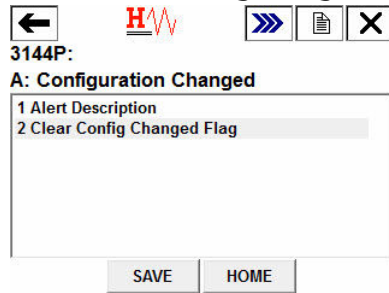 H
3144P:
A: Configuration Changed
1 Alert Description
2 Clear Config Changed Flag
SAVE HOME